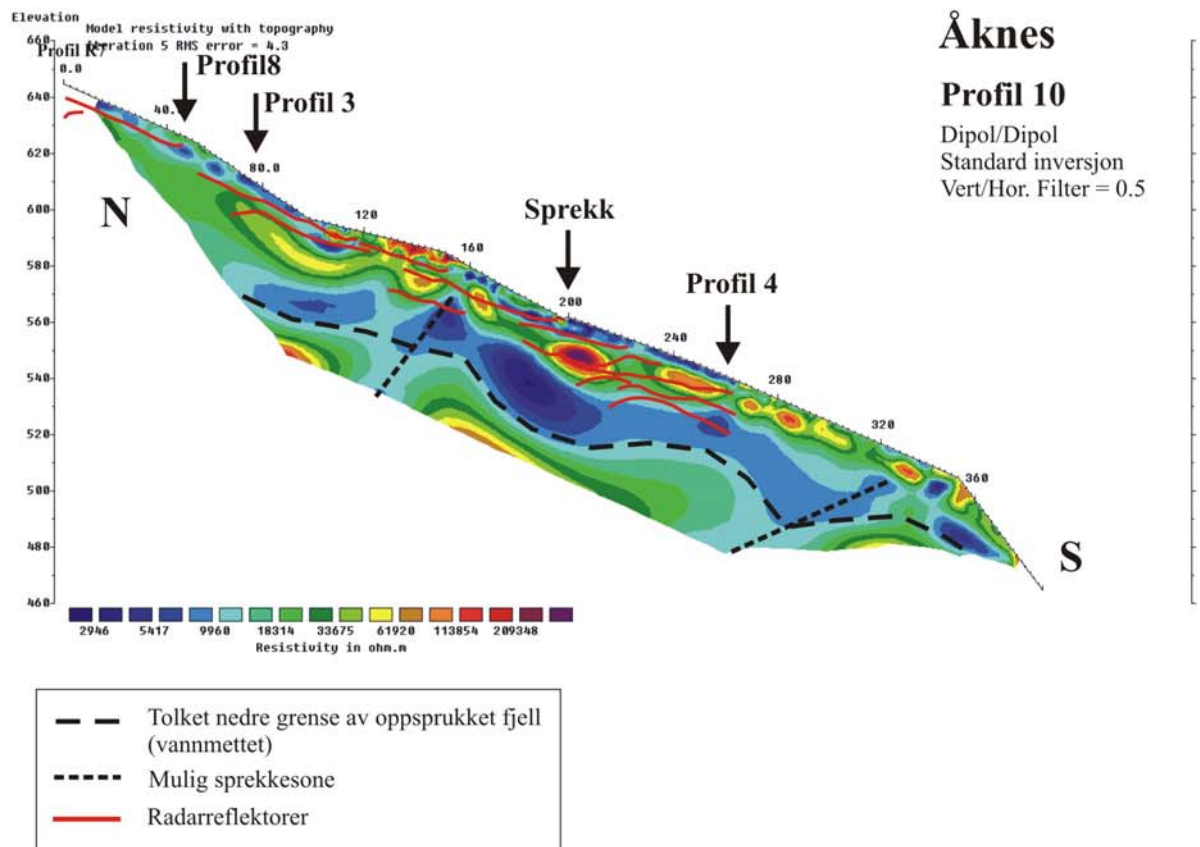 Elevation
Model resistivity with topography
Iteration 5 RMS error = 4.3
Profil R7
0.0
Profil8
Profil 3
40.
80.0
120
160
Sprekk
200
Profil 4
240
280
320
360
N
S
660
640
620
600
580
560
540
520
500
480
460
2946 5417 9960 18314 33675 61920 113854 209348
Resistivity in ohm.m
Åknes
Profil 10
Dipol/Dipol
Standard inversjon
Vert/Hor. Filter = 0.5
Tolket nedre grense av oppsprukket fjell
(vannmettet)
Mulig sprekkesone
Radarreflektorer